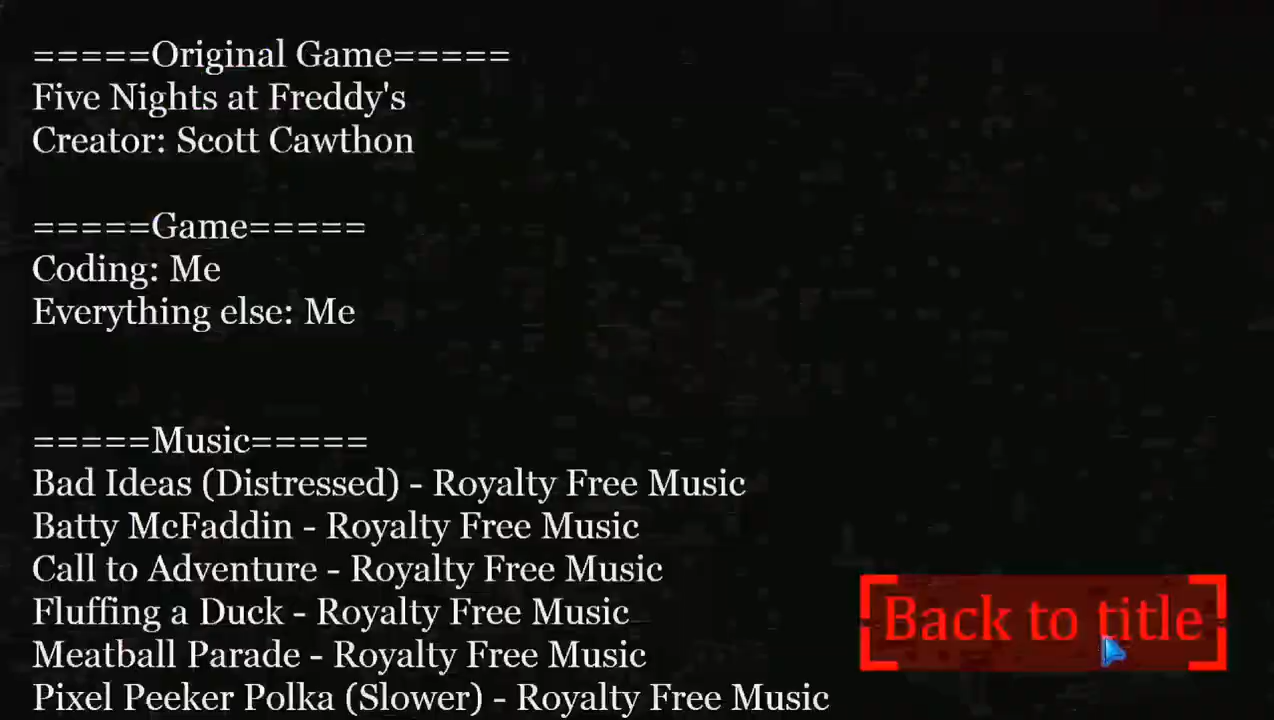 =====Original Game=====
Five Nights at Freddy's
Creator: Scott Cawthon
=====Game=====
Coding: Me
Everything else: Me
=====Music=====
Bad Ideas (Distressed) - Royalty Free Music
Batty McFaddin - Royalty Free Music
Call to Adventure - Royalty Free Music
Fluffing a Duck - Royalty Free Music
Meatball Parade - Royalty Free Music
Pixel Peeker Polka (Slower) - Royalty Free Music
Back to title